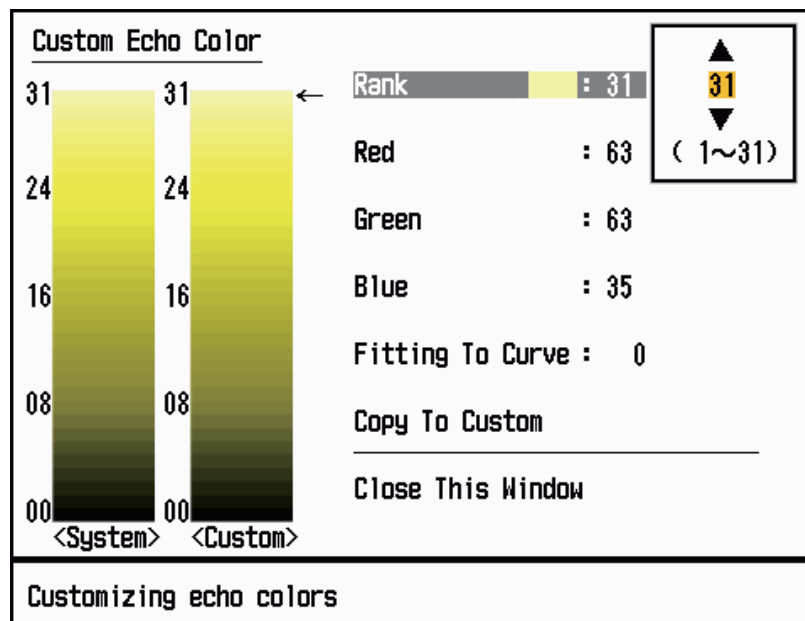 Custom Echo Color
31
24
16
08
00
<System>
31
24
16
08
00
<Custom>
←
Rank : 31
Red : 63
Green : 63
Blue : 35
Fitting To Curve : 0
Copy To Custom
Close This Window
▲
31
▼
( 1～31)
Customizing echo colors